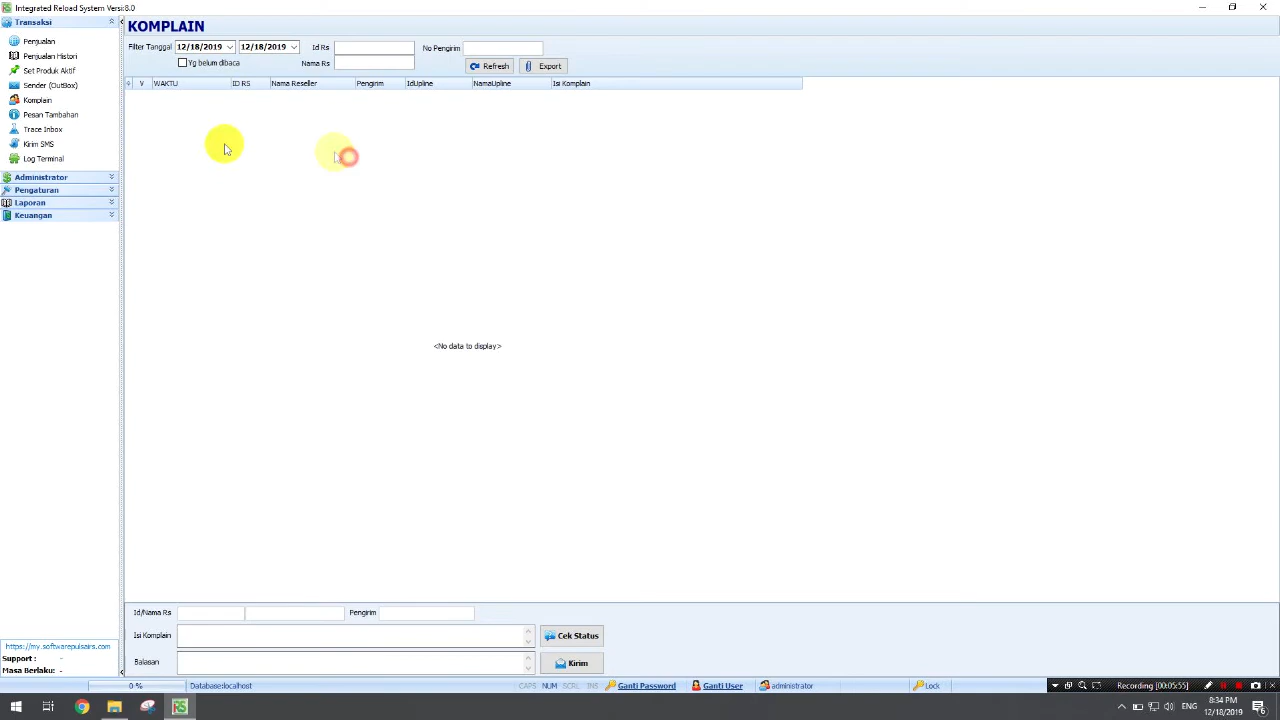 Integrated Reload System Versi:8.0
Transaksi
Penjualan
Penjualan Histori
Set Produk Aktif
Sender (OutBox)
Komplain
Pesan Tambahan
Trace Inbox
Kirim SMS
Log Terminal
Administrator
Pengaturan
Laporan
Keuangan
https://my.softwarepulsairs.com
Support : -
Masa Berlaku: -
KOMPLAIN
Filter Tanggal 12/18/2019 12/18/2019 Id Rs No Pengirim
Yg belum dibaca Nama Rs Refresh Export
V WAKTU ID RS Nama Reseller Pengirim IdUpline NamaUpline Isi Komplain
<No data to display>
Id/Nama Rs Pengirim
Isi Komplain Cek Status
Balasan Kirim
0 % Database:localhost CAPS NUM SCRL INS Ganti Password Ganti User administrator Lock Recording [00:05:55]
ENG 8:34 PM
12/18/2019 6